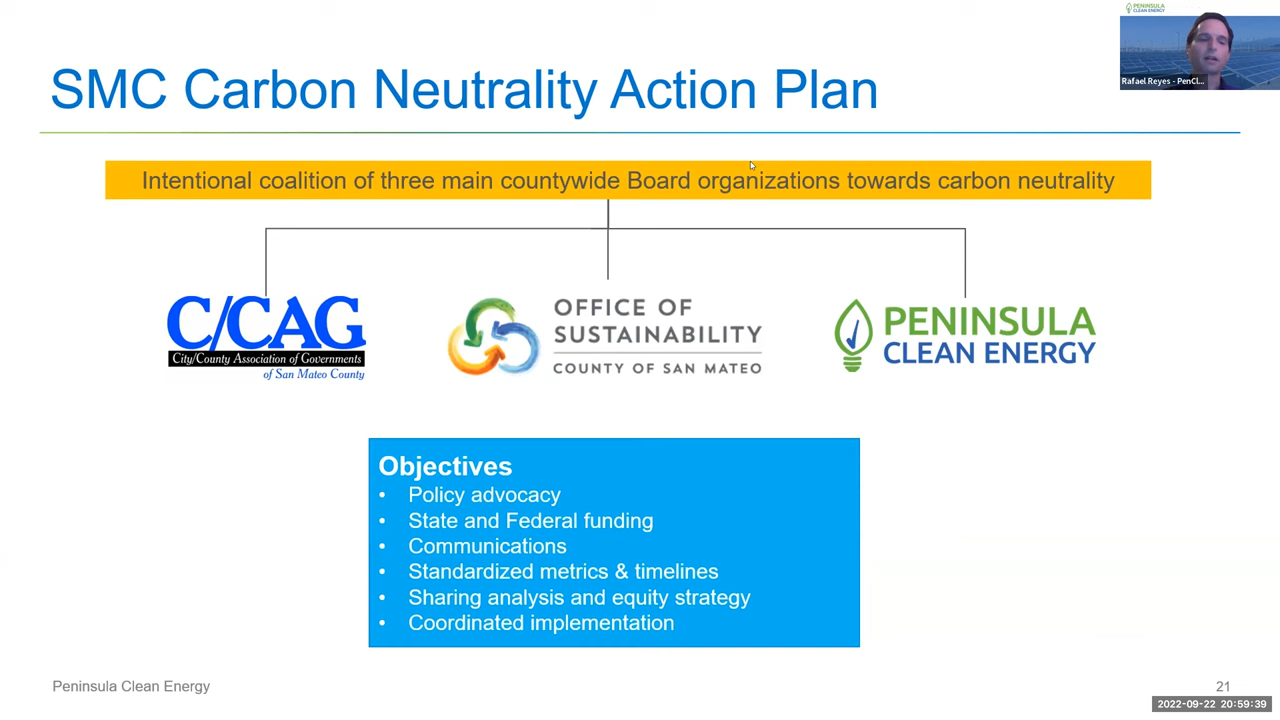 PENINSULA
CLEAN ENERGY
Rafael Reyes - PenCl...
SMC Carbon Neutrality Action Plan
Intentional coalition of three main countywide Board organizations towards carbon neutrality
C/CAG
City/County Association of Governments
of San Mateo County
OFFICE OF
SUSTAINABILITY
COUNTY OF SAN MATEO
PENINSULA
CLEAN ENERGY
Objectives
• Policy advocacy
• State and Federal funding
• Communications
• Standardized metrics & timelines
• Sharing analysis and equity strategy
• Coordinated implementation
Peninsula Clean Energy
21
2022-09-22 20:59:39